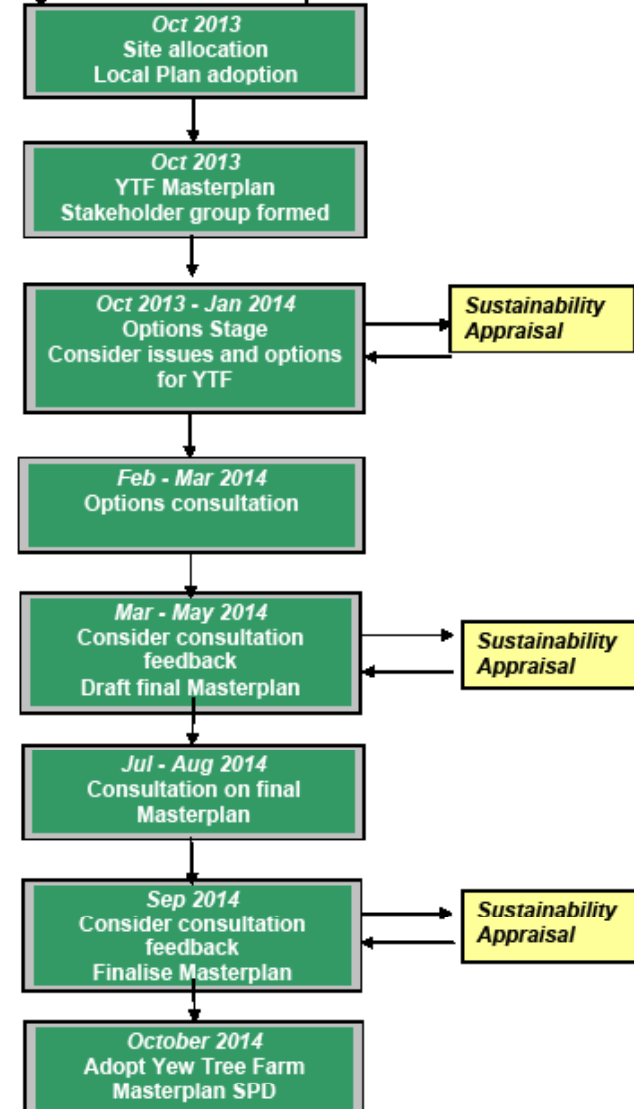 Oct 2013
Site allocation
Local Plan adoption
Oct 2013
YTF Masterplan
Stakeholder group formed
Oct 2013 - Jan 2014
Options Stage
Consider issues and options
for YTF
Sustainability
Appraisal
Feb - Mar 2014
Options consultation
Mar - May 2014
Consider consultation
feedback
Draft final Masterplan
Sustainability
Appraisal
Jul - Aug 2014
Consultation on final
Masterplan
Sep 2014
Consider consultation
feedback
Finalise Masterplan
Sustainability
Appraisal
October 2014
Adopt Yew Tree Farm
Masterplan SPD